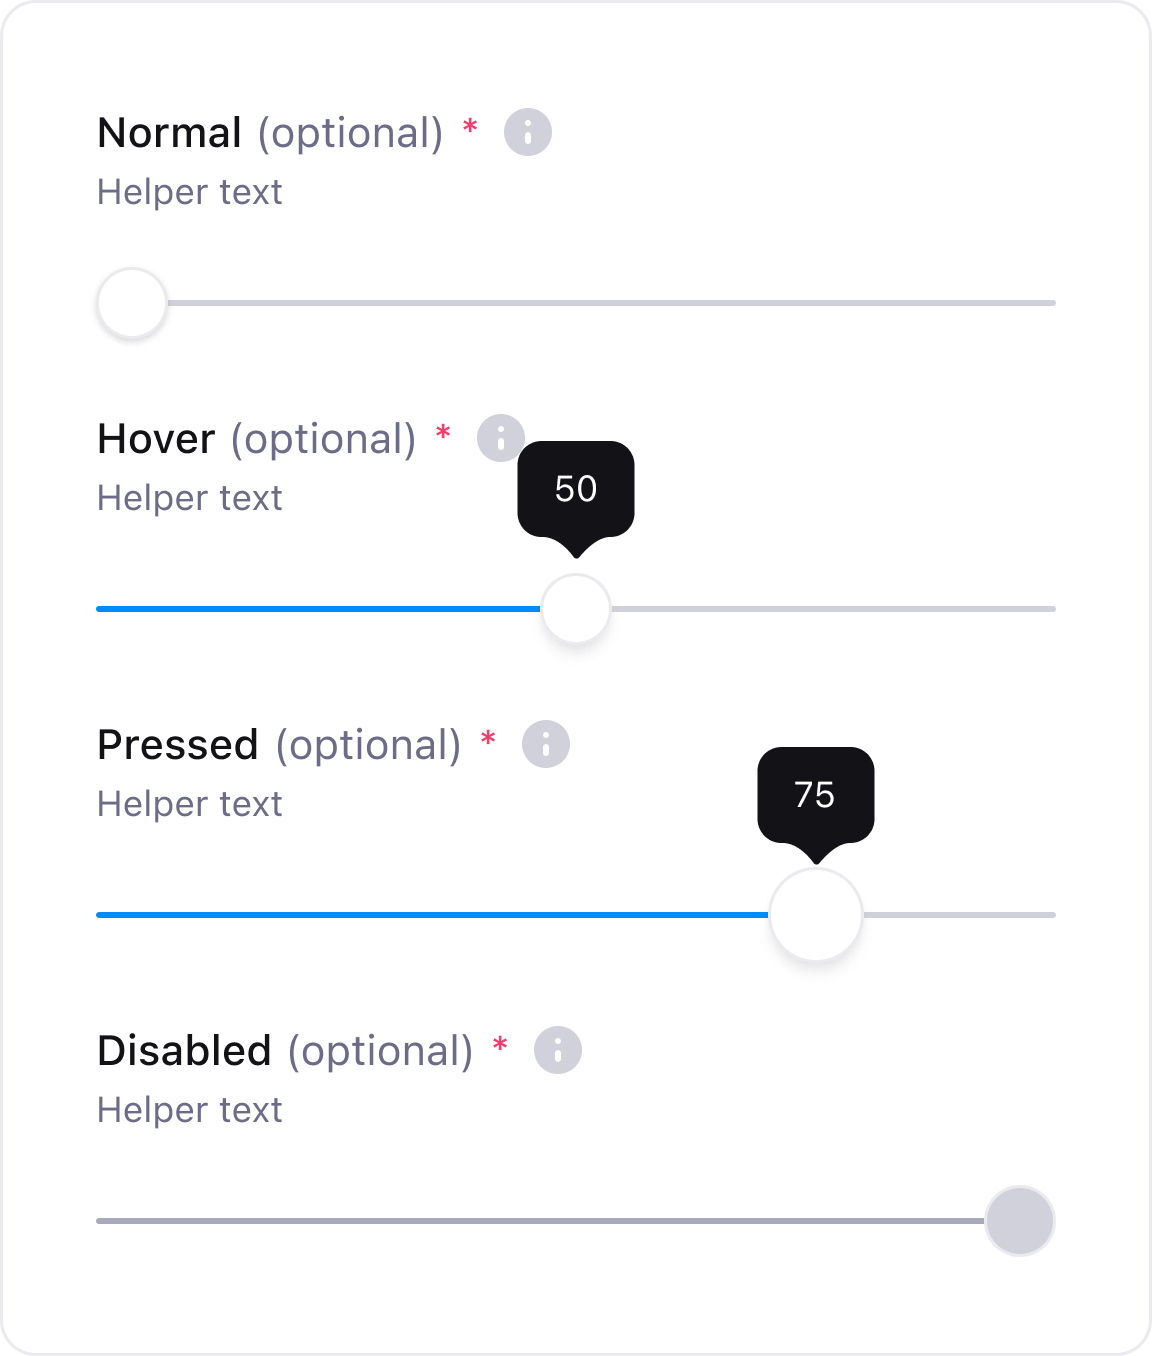 Normal (optional) *
Helper text
Hover (optional) *
50
Helper text
Pressed (optional) *
75
Helper text
Disabled (optional) *
Helper text